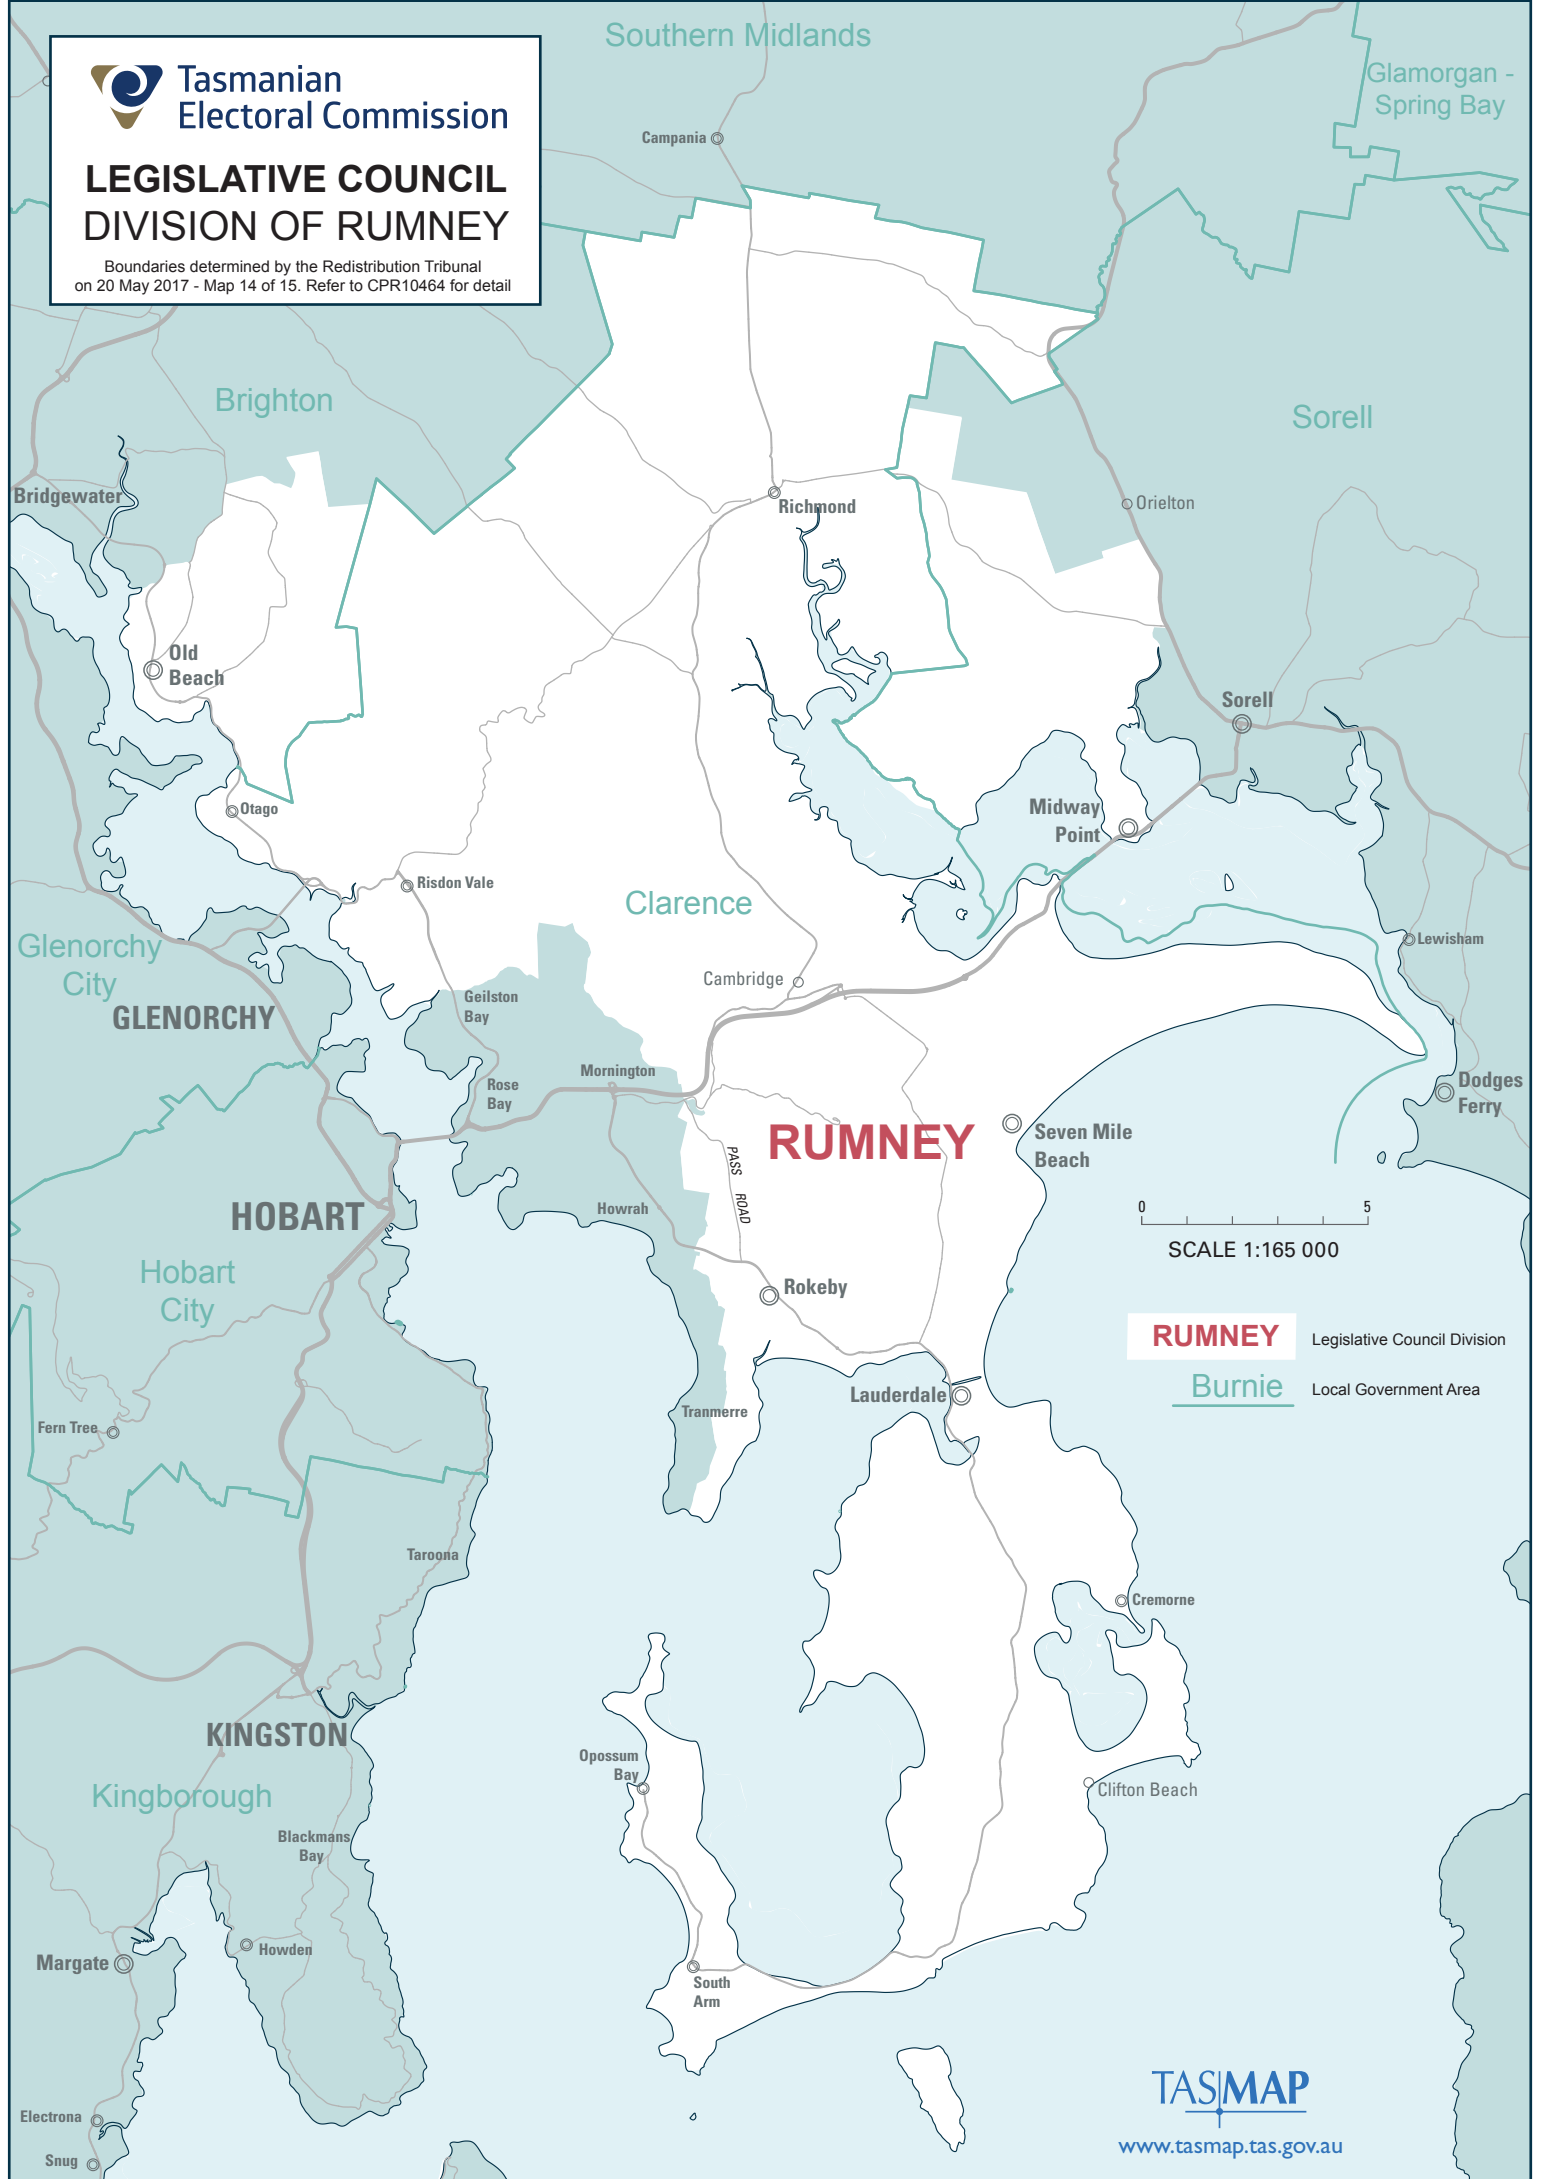 Southern Midlands
Glamorgan -
Spring Bay
Tasmanian
Electoral Commission
LEGISLATIVE COUNCIL
DIVISION OF RUMNEY
Boundaries determined by the Redistribution Tribunal
on 20 May 2017 - Map 14 of 15. Refer to CPR10464 for detail
Campania
Brighton
Sorell
Bridgewater
Richmond
Orielton
Old
Beach
Sorell
Otago
Midway
Point
Risdon Vale
Clarence
Glenorchy
City
Lewisham
Cambridge
GLENORCHY
Geilston
Bay
Mornington
Rose
Bay
Dodges
Ferry
RUMNEY
Seven Mile
Beach
PASS ROAD
HOBART
Howrah
0 5
SCALE 1:165 000
Hobart
City
Rokeby
RUMNEY Legislative Council Division
Burnie Local Government Area
Lauderdale
Tranmerre
Fern Tree
Taroona
Cremorne
KINGSTON
Opossum
Bay
Clifton Beach
Kingborough
Blackmans
Bay
Howden
Margate
South
Arm
TASMAP
www.tasmap.tas.gov.au
Electrona
Snug